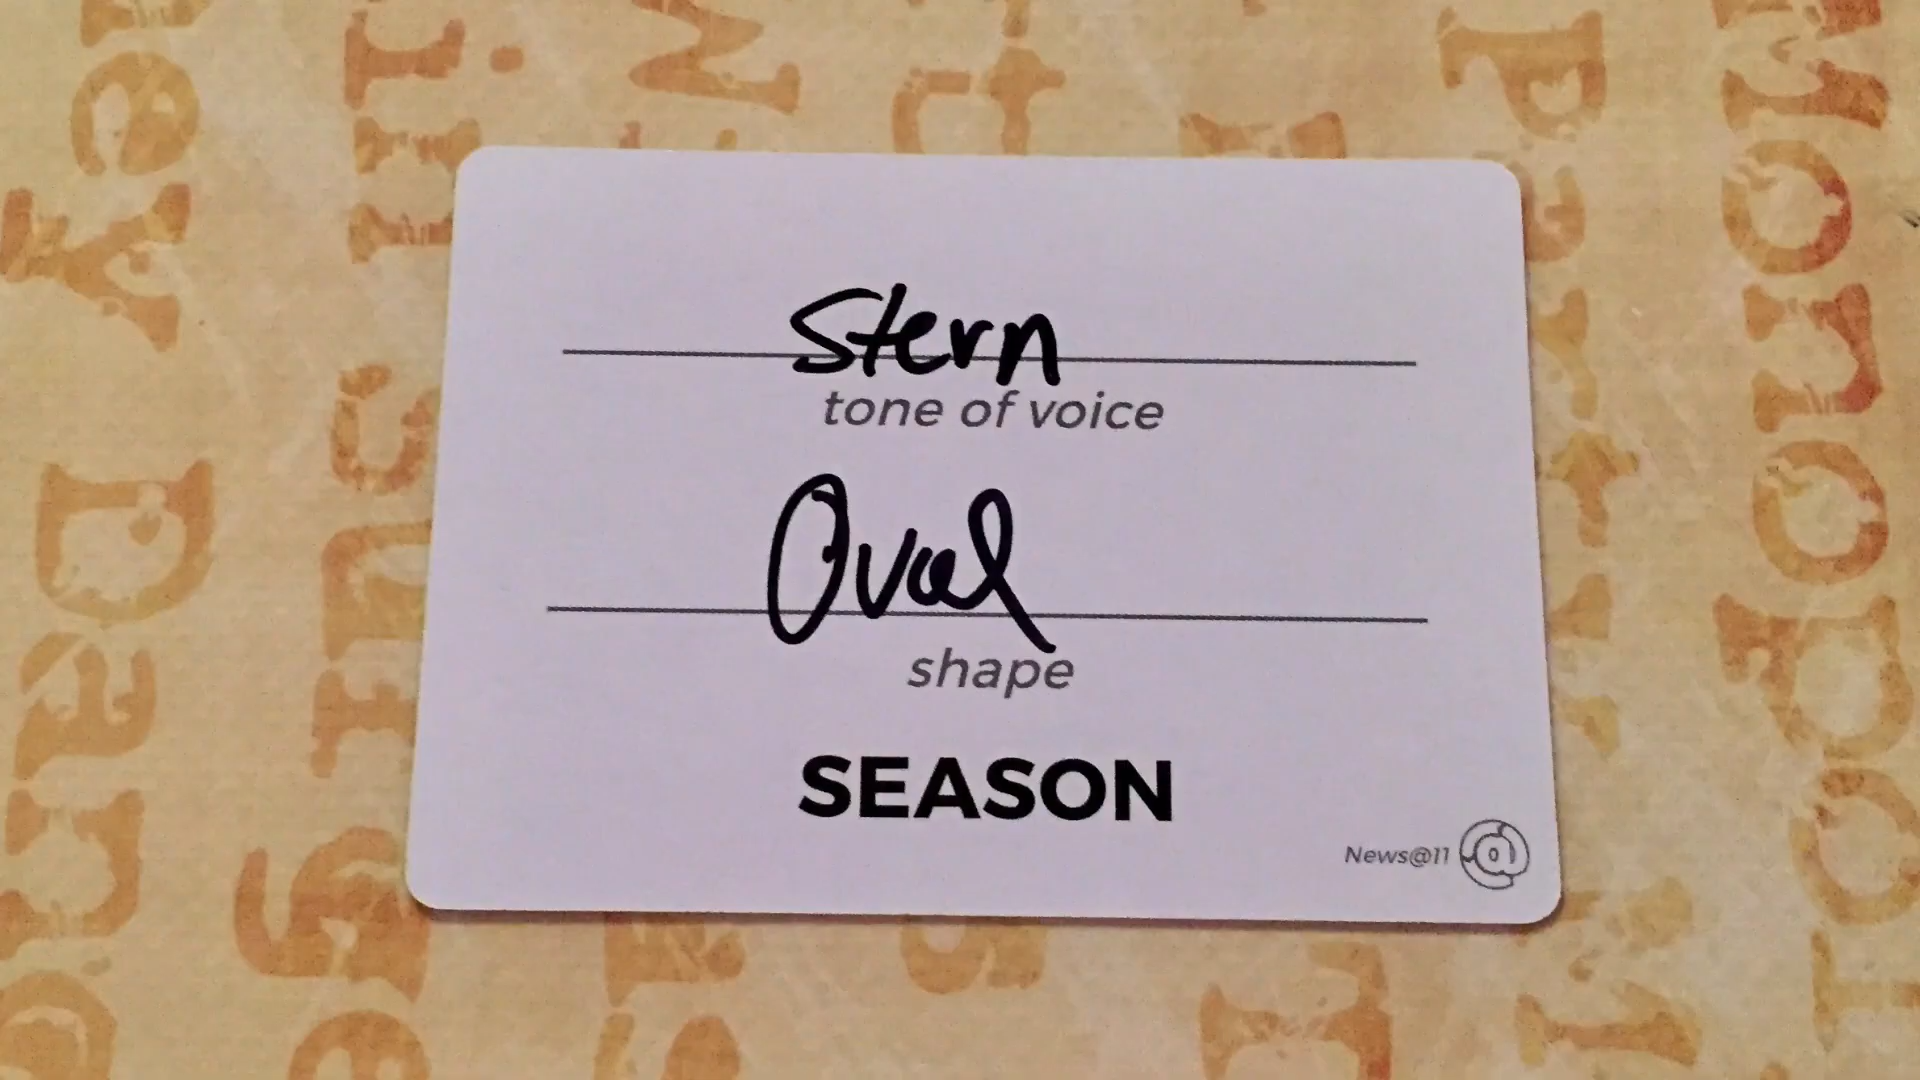 Stern
tone of voice
Oval
shape
SEASON
News@11